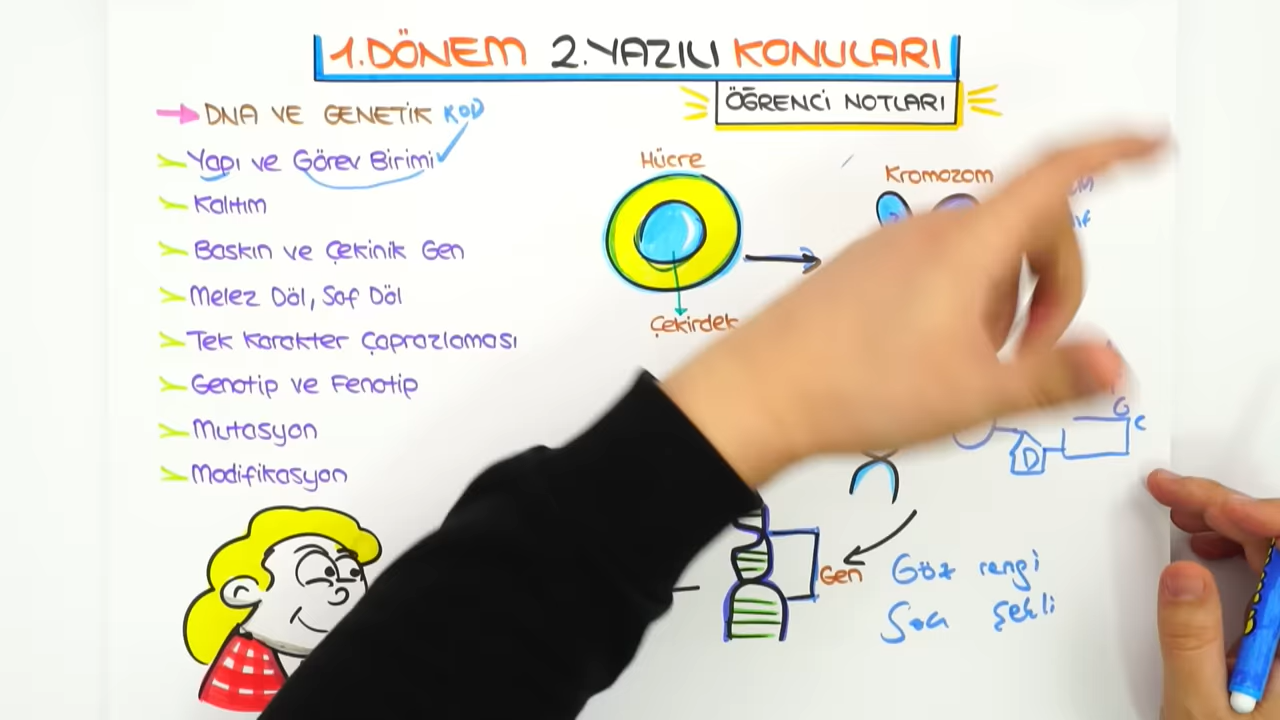 1.DÖNEM 2.YAZILI KONULARI
ÖĞRENCİ NOTLARI
DNA VE GENETİK KOD
Yapı ve Görev Birimi
Kalıtım
Baskın ve Çekinik Gen
Melez Döl, Saf Döl
Tek Karakter Çaprazlaması
Genotip ve Fenotip
Mutasyon
Modifikasyon
Hücre
Çekirdek
Kromozom
G
C
D
Gen
Göz rengi
Saç şekli